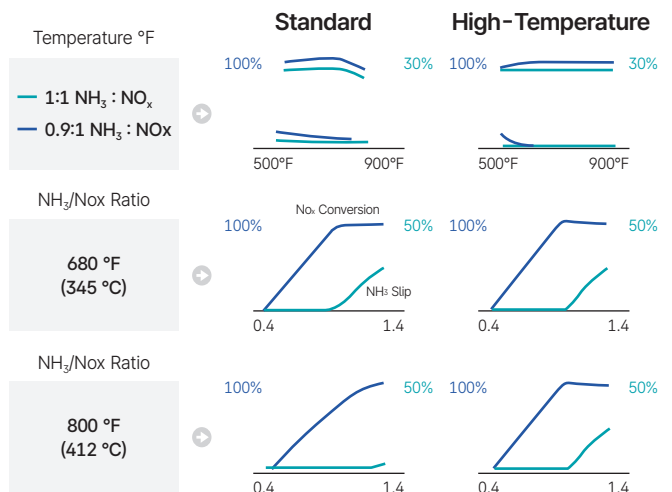 Standard
High-Temperature
Temperature °F
1:1 NH₃ : NOₓ
0.9:1 NH₃ : NOx
100%
30%
100%
30%
500°F
900°F
500°F
900°F
NH₃/Nox Ratio
680 °F
(345 °C)
100%
Noₓ Conversion
50%
NH₃ Slip
100%
50%
0.4
1.4
0.4
1.4
NH₃/Nox Ratio
800 °F
(412 °C)
100%
50%
100%
50%
0.4
1.4
0.4
1.4